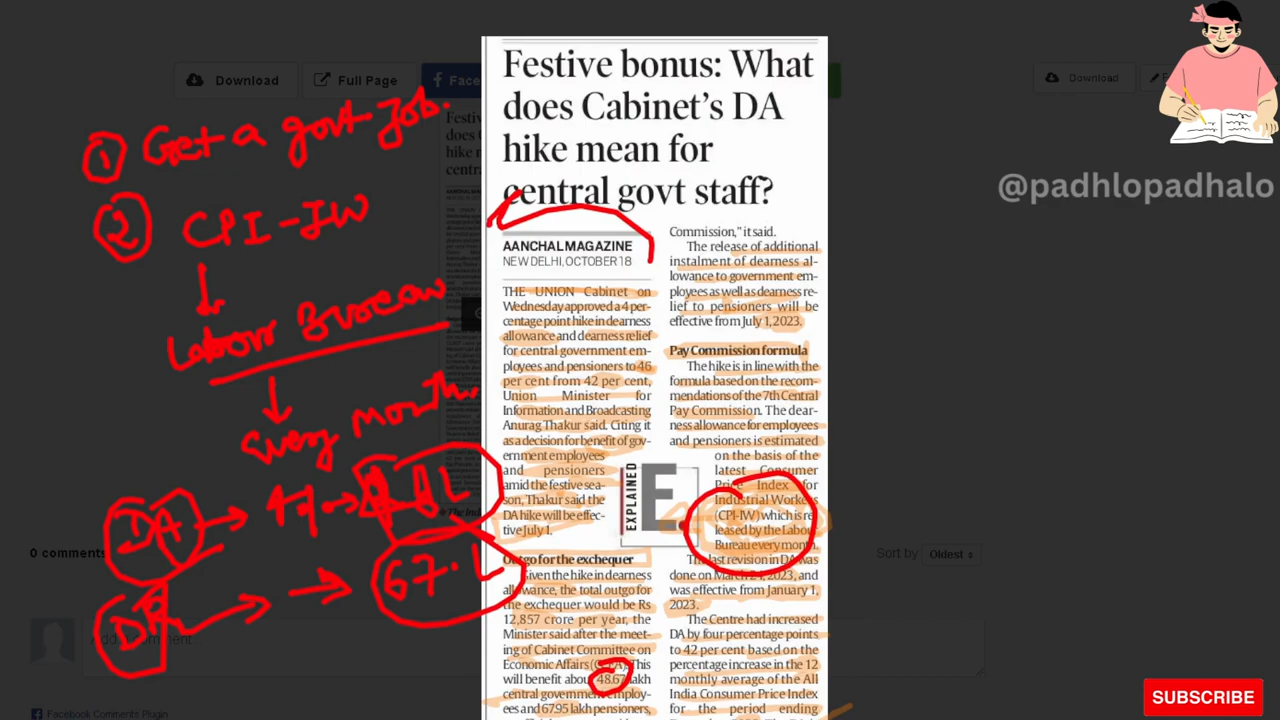 Download
Full Page
Face
Download
@padhlopadhalo
① Get a govt Job.
② CPI-IW
Labour Bureau
every month.
DA
DR
67.
0 comments
Sort by
Oldest
Facebook Comments Plugin
SUBSCRIBE
Festive bonus: What
does Cabinet's DA
hike mean for
central govt staff?
AANCHAL MAGAZINE
NEW DELHI, OCTOBER 18
THE UNION Cabinet on
Wednesday approved a 4 per-
centage point hike in dearness
allowance and dearness relief
for central government em-
ployees and pensioners to 46
per cent from 42 per cent,
Union Minister for
Information and Broadcasting
Anurag Thakur said. Citing it
as a decision for benefit of gov-
ernment employees
and pensioners
amid the festive sea-
son, Thakur said the
DA hike will be effec-
tive July 1.
Outgo for the exchequer
Given the hike in dearness
allowance, the total outgo for
the exchequer would be Rs
12,857 crore per year, the
Minister said after the meet-
ing of Cabinet Committee on
Economic Affairs (CCEA). This
will benefit about 48.67 lakh
central government employ-
ees and 67.95 lakh pensioners,
EXPLAINED
E
Commission," it said.
The release of additional
instalment of dearness al-
lowance to government em-
ployees as well as dearness re-
lief to pensioners will be
effective from July 1, 2023.
Pay Commission formula
The hike is in line with the
formula based on the recom-
mendations of the 7th Central
Pay Commission. The dear-
ness allowance for employees
and pensioners is estimated
on the basis of the
latest Consumer
Price Index for
Industrial Workers
(CPI-IW) which is re-
leased by the Labour
Bureau every month.
The last revision in DA was
done on March 24, 2023, and
was effective from January 1,
2023.
The Centre had increased
DA by four percentage points
to 42 per cent based on the
percentage increase in the 12
monthly average of the All
India Consumer Price Index
for the period ending